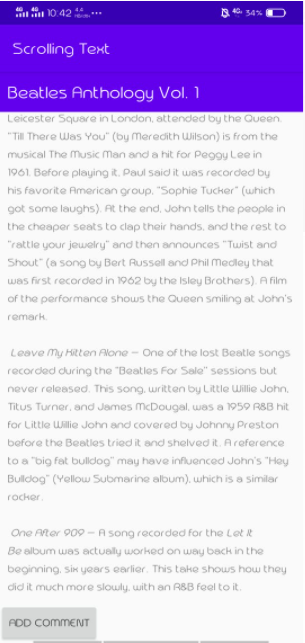 4G 4G 10:42 4G 34%
Scrolling Text
Beatles Anthology Vol. 1
Leicester Square in London, attended by the Queen.
"Till There Was You" (by Meredith Wilson) is from the
musical The Music Man and a hit for Peggy Lee in
1961. Before playing it, Paul said it was recorded by
his favorite American group, "Sophie Tucker" (which
got some laughs). At the end, John tells the people in
the cheaper seats to clap their hands, and the rest to
"rattle your jewelry" and then announces "Twist and
Shout" (a song by Bert Russell and Phil Medley that
was first recorded in 1962 by the Isley Brothers). A film
of the performance shows the Queen smiling at John's
remark.
Leave My Kitten Alone — One of the lost Beatle songs
recorded during the "Beatles For Sale" sessions but
never released. This song, written by Little Willie John,
Titus Turner, and James McDougal, was a 1959 R&B hit
for Little Willie John and covered by Johnny Preston
before the Beatles tried it and shelved it. A reference
to a "big fat bulldog" may have influenced John's "Hey
Bulldog" (Yellow Submarine album), which is a similar
rocker.
One After 909 — A song recorded for the Let It
Be album was actually worked on way back in the
beginning, six years earlier. This take shows how they
did it much more slowly, with an R&B feel to it.
ADD COMMENT